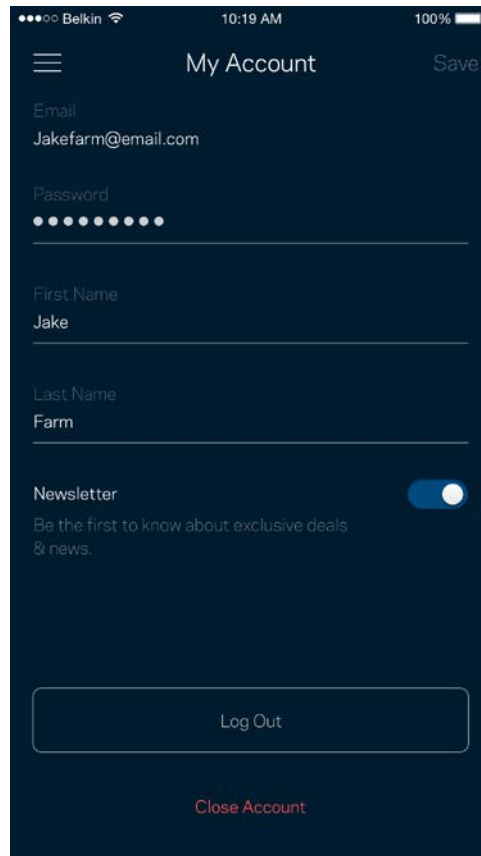 Belkin 10:19 AM 100%
My Account Save
Email
Jakefarm@email.com
Password
First Name
Jake
Last Name
Farm
Newsletter
Be the first to know about exclusive deals
& news.
Log Out
Close Account